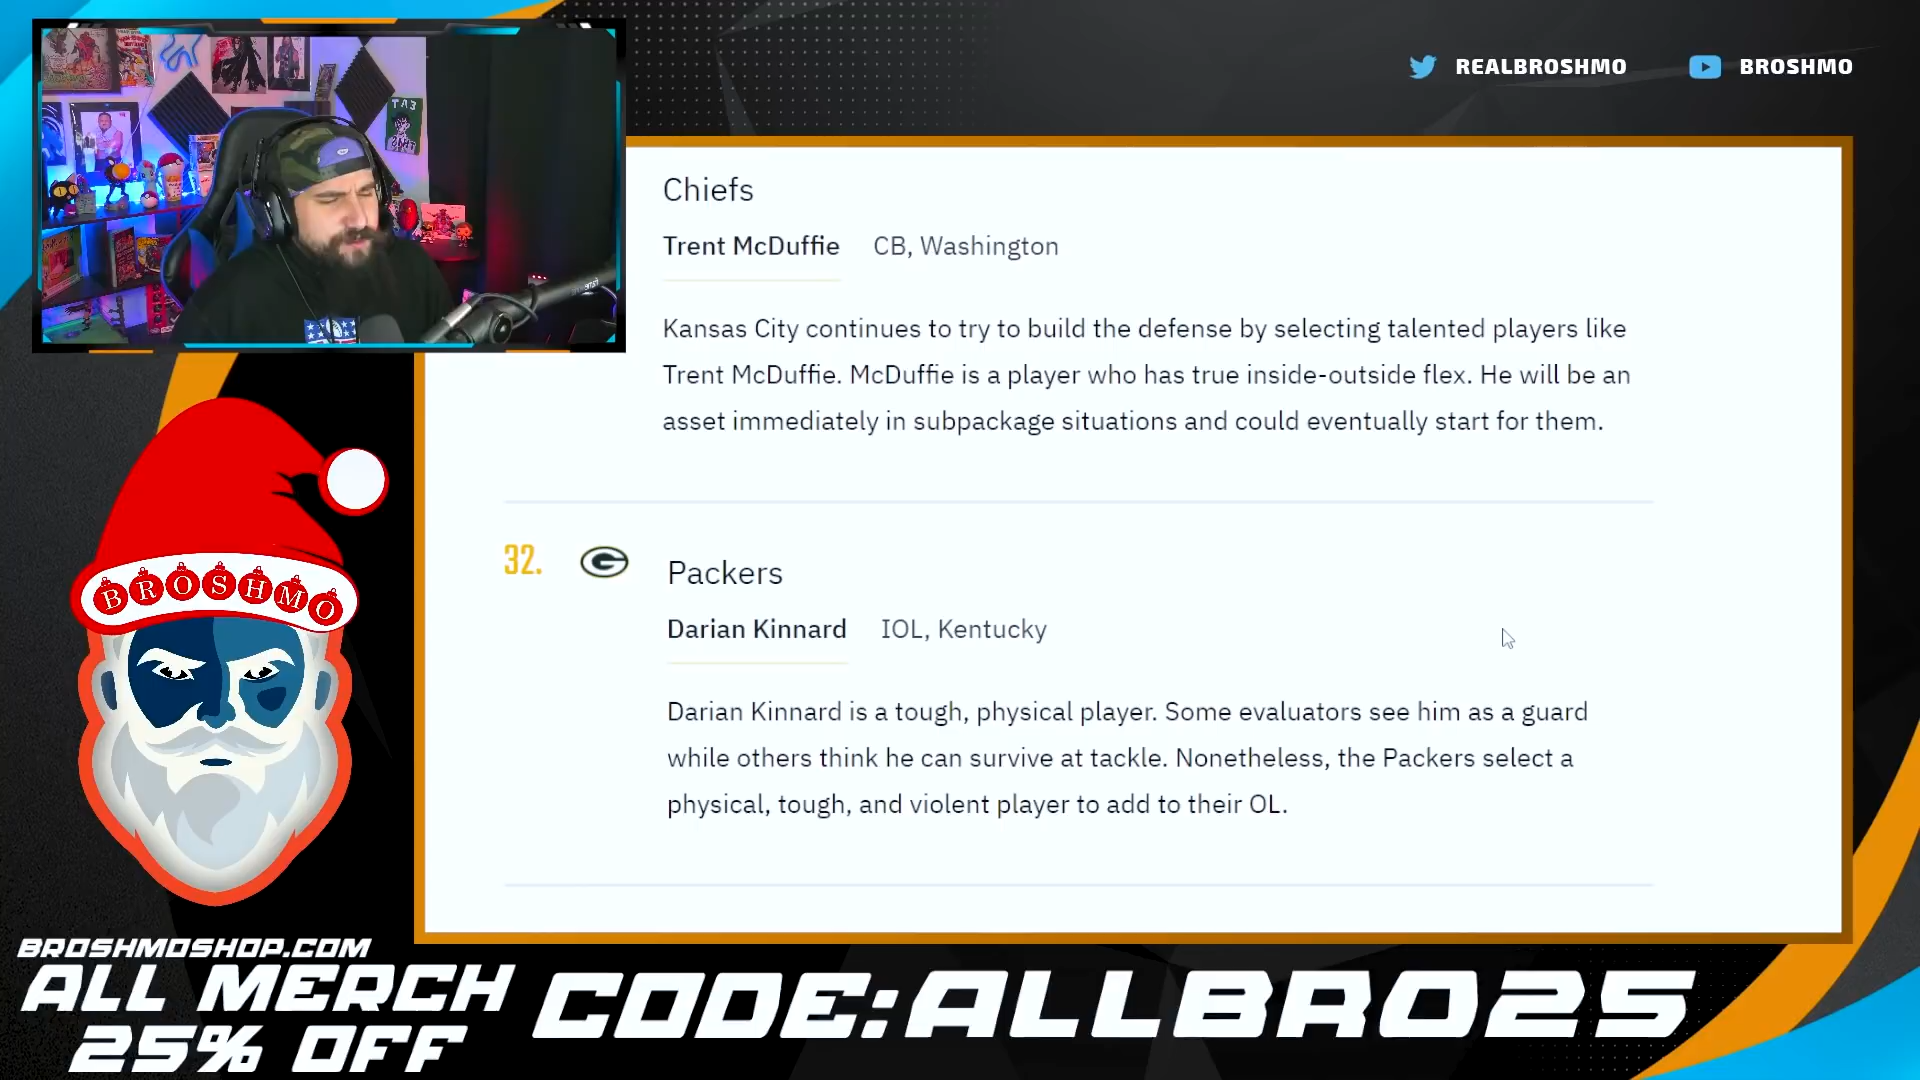 REALBROSHMO
BROSHMO
Chiefs
Trent McDuffie CB, Washington
Kansas City continues to try to build the defense by selecting talented players like
Trent McDuffie. McDuffie is a player who has true inside-outside flex. He will be an
asset immediately in subpackage situations and could eventually start for them.
32. Packers
Darian Kinnard IOL, Kentucky
Darian Kinnard is a tough, physical player. Some evaluators see him as a guard
while others think he can survive at tackle. Nonetheless, the Packers select a
physical, tough, and violent player to add to their OL.
BROSHMO
BROSHMOSHOP.COM
ALL MERCH
25% OFF
CODE:ALLBRO25